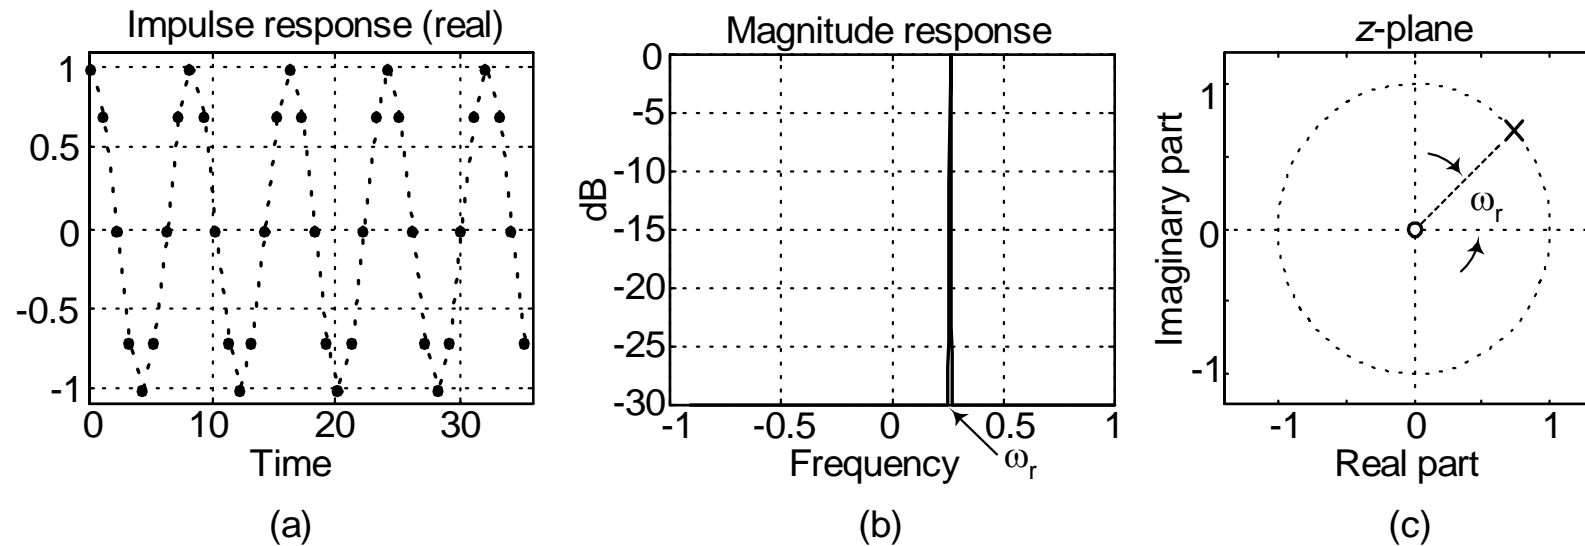 Impulse response (real)
1
0.5
0
-0.5
-1
0
10
20
30
Time
(a)
Magnitude response
0
-5
-10
-15
-20
-25
-30
dB
-1
-0.5
0
0.5
1
Frequency
ωr
(b)
z-plane
1
0
-1
Imaginary part
ωr
-1
0
1
Real part
(c)